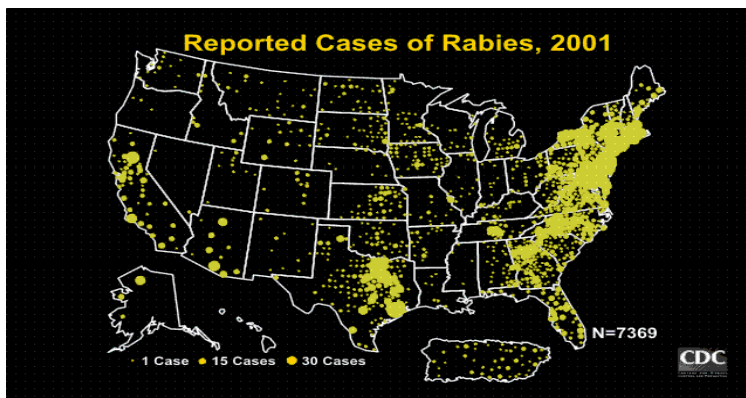 Reported Cases of Rabies, 2001
N=7369
1 Case 15 Cases 30 Cases
CDC